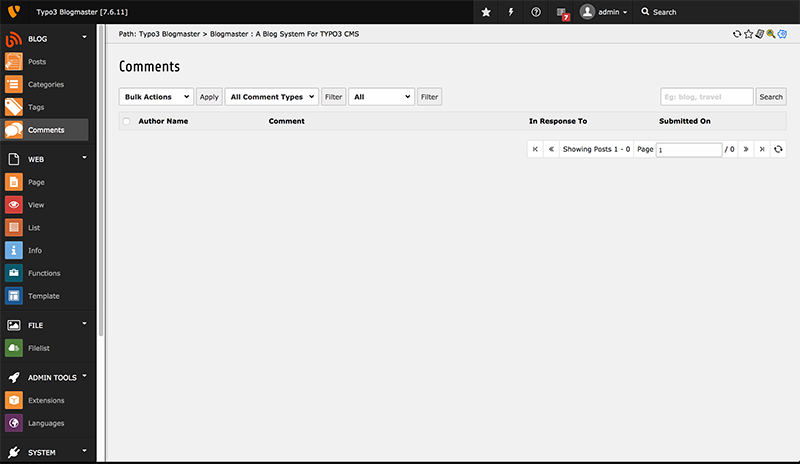 Typo3 Blogmaster [7.6.11]
7
admin
Search
BLOG
Posts
Categories
Tags
Comments
WEB
Page
View
List
Info
Functions
Template
FILE
Filelist
ADMIN TOOLS
Extensions
Languages
SYSTEM
Path: Typo3 Blogmaster > Blogmaster : A Blog System For TYPO3 CMS
Comments
Bulk Actions Apply All Comment Types Filter All Filter Eg: blog, travel Search
Author Name Comment In Response To Submitted On
Showing Posts 1 - 0 Page 1 / 0